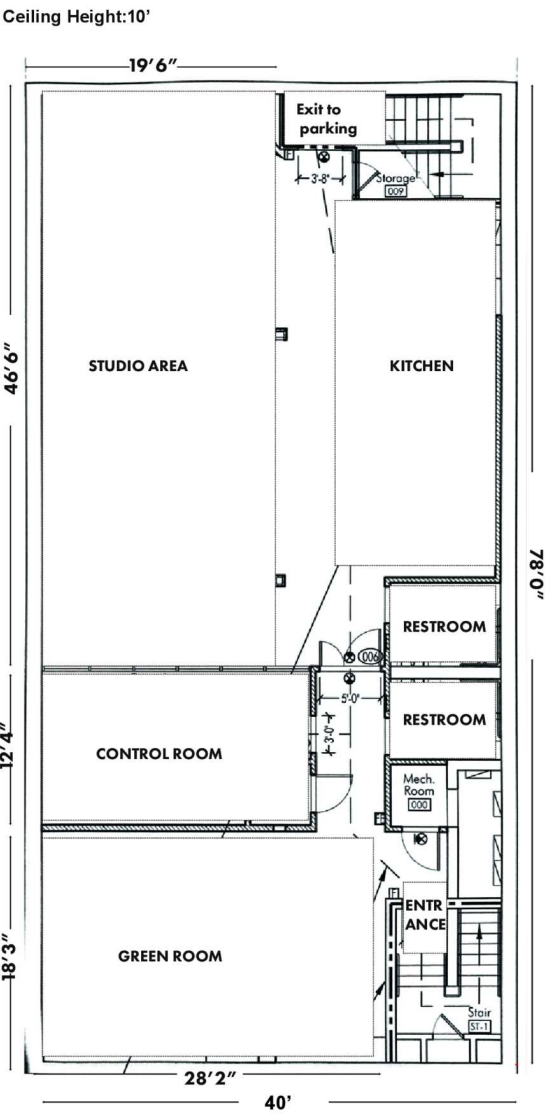 Ceiling Height:10'
19'6"
Exit to
parking
3'-8"
Storage
009
46'6"
STUDIO AREA
KITCHEN
78'0"
RESTROOM
006
5'-0"
RESTROOM
3'-0"
12'4"
CONTROL ROOM
Mech.
Room
000
F
ENTR
ANCE
18'3"
GREEN ROOM
Stair
ST-1
28'2"
40'